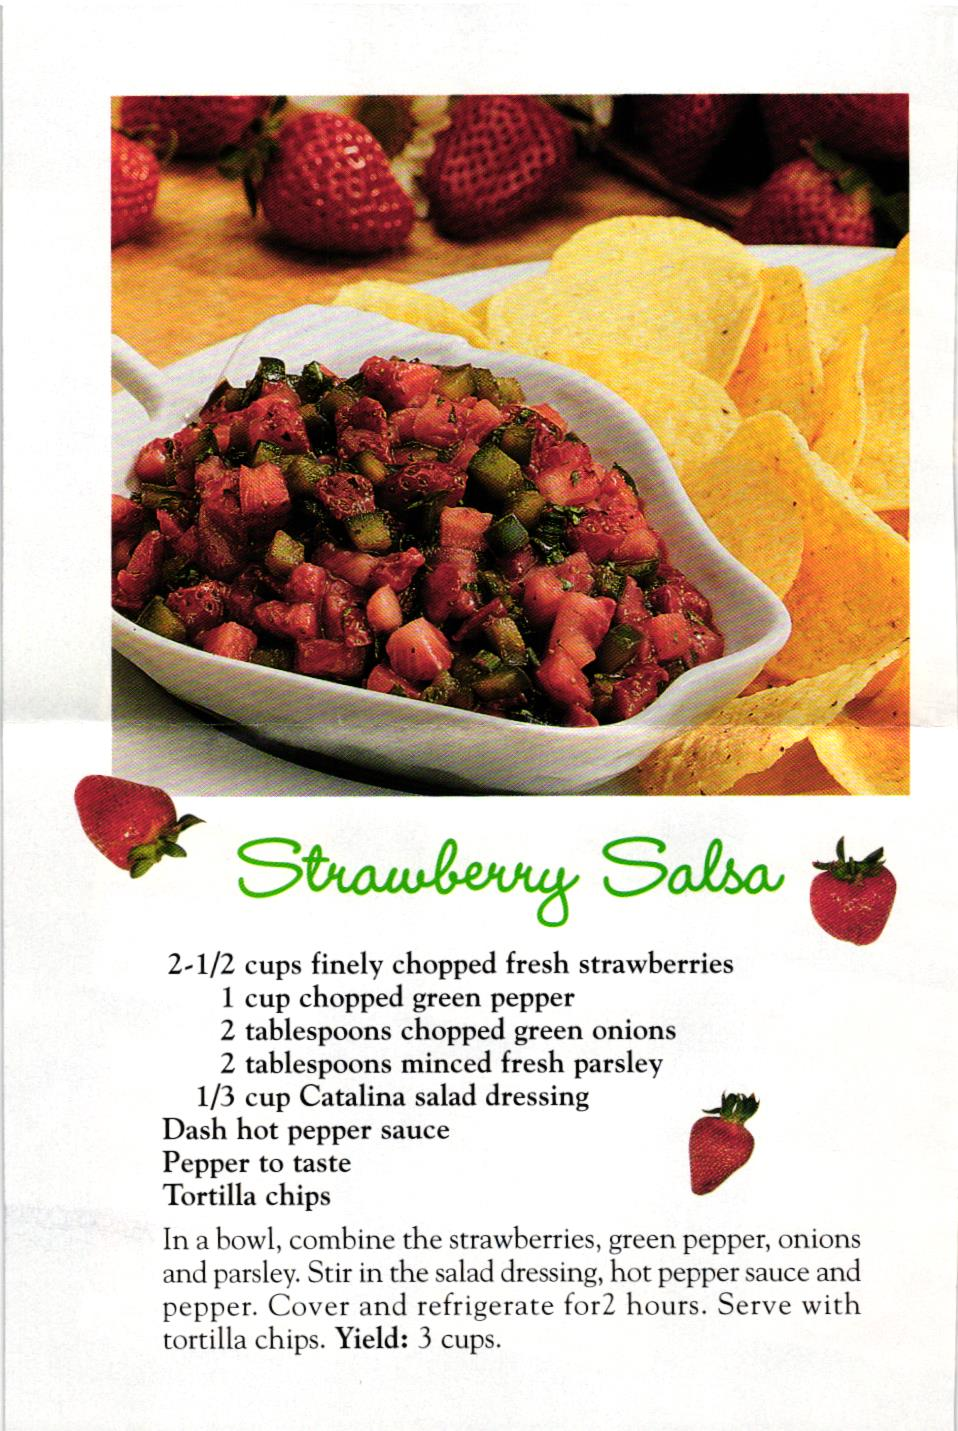 Strawberry Salsa
2-1/2 cups finely chopped fresh strawberries
1 cup chopped green pepper
2 tablespoons chopped green onions
2 tablespoons minced fresh parsley
1/3 cup Catalina salad dressing
Dash hot pepper sauce
Pepper to taste
Tortilla chips
In a bowl, combine the strawberries, green pepper, onions
and parsley. Stir in the salad dressing, hot pepper sauce and
pepper. Cover and refrigerate for2 hours. Serve with
tortilla chips. Yield: 3 cups.